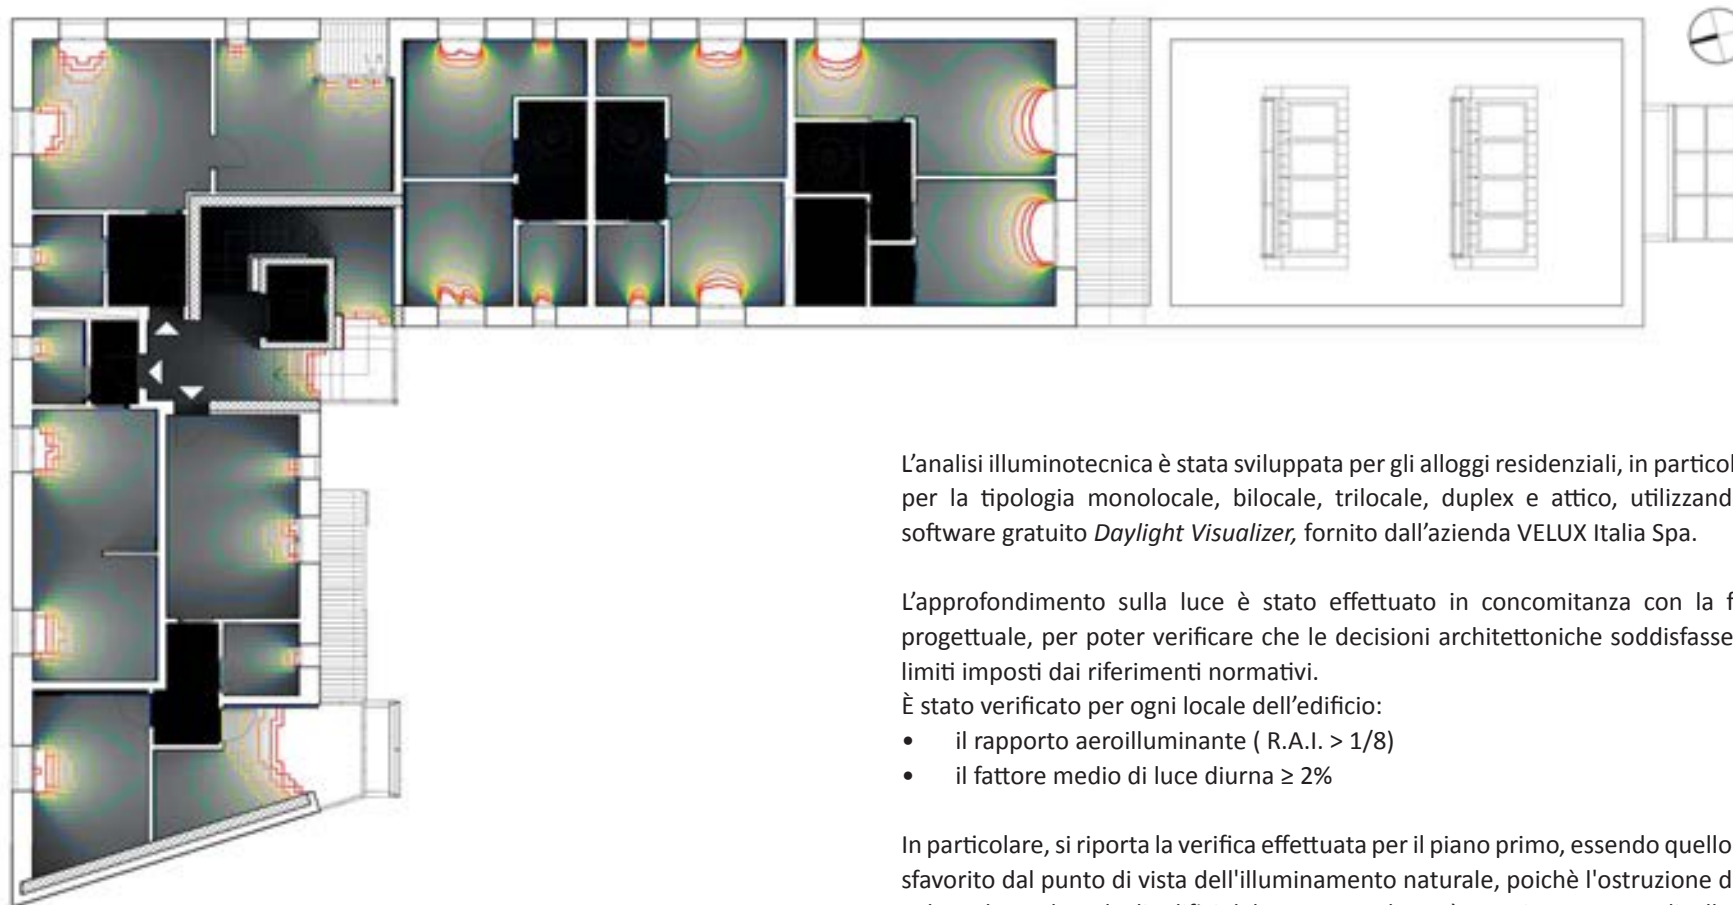 L’analisi illuminotecnica è stata sviluppata per gli alloggi residenziali, in particol
per la tipologia monolocale, bilocale, trilocale, duplex e attico, utilizzand
software gratuito Daylight Visualizer, fornito dall’azienda VELUX Italia Spa.
L’approfondimento sulla luce è stato effettuato in concomitanza con la f
progettuale, per poter verificare che le decisioni architettoniche soddisfasse
limiti imposti dai riferimenti normativi.
È stato verificato per ogni locale dell’edificio:
• il rapporto aeroilluminante ( R.A.I. > 1/8)
• il fattore medio di luce diurna ≥ 2%
In particolare, si riporta la verifica effettuata per il piano primo, essendo quello
sfavorito dal punto di vista dell'illuminamento naturale, poichè l'ostruzione d